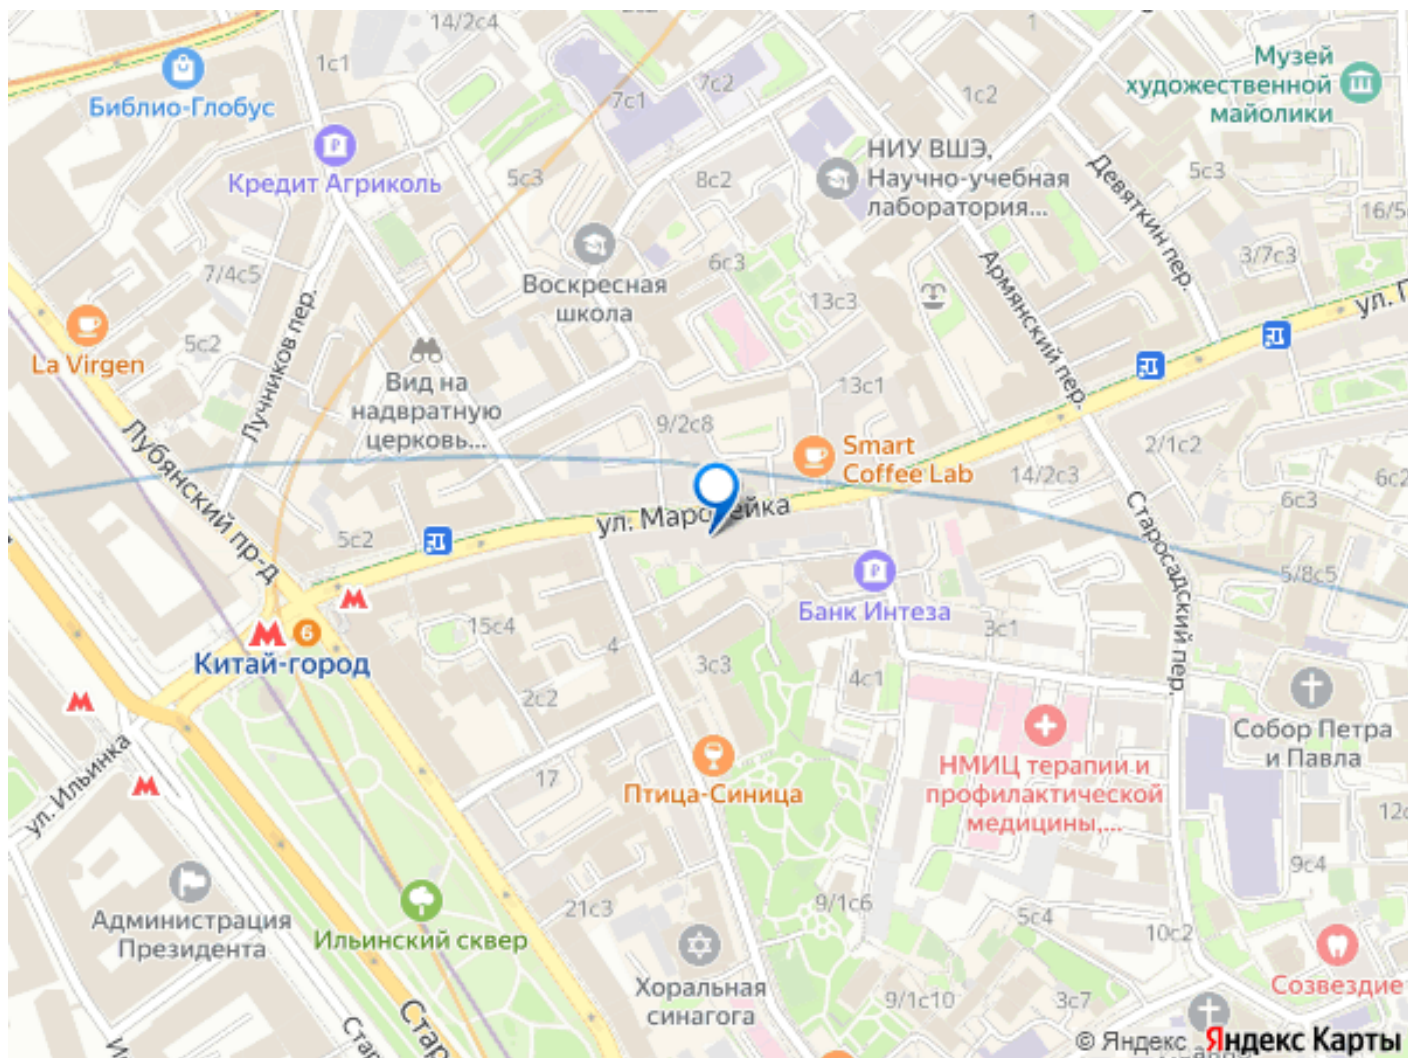 14/2с4
1с1
Библио-Глобус
Кредит Агриколь
5с3
7с1
7с2
8с2
1
1с2
Музей
художественной
майолики
НИУ ВШЭ,
Научно-учебная
лаборатория...
Девяткин пер.
5с3
16/5
3/7с3
Воскресная
школа
6с3
13с3
Армянский пер.
7/4с5
Лучников пер.
La Virgen
5с2
Вид на
надвратную
церковь...
9/2с8
13с1
Smart
Coffee Lab
14/2с3
2/1с2
6с2
6с3
Лубянский пр-д
5с2
ул. Маросейка
Старосадский пер.
5/8с5
Банк Интеза
3с1
15с4
4
3с3
4с1
Китай-город
6
2с2
17
Птица-Синица
НМИЦ терапии и
профилактической
медицины,...
Собор Петра
и Павла
ул. Ильинка
12с
9с4
Администрация
Президента
Ильинский сквер
21с3
9/1с6
5с4
10с2
Хоральная
синагога
9/1с10
3с7
Созвездие
© Яндекс Яндекс Карты